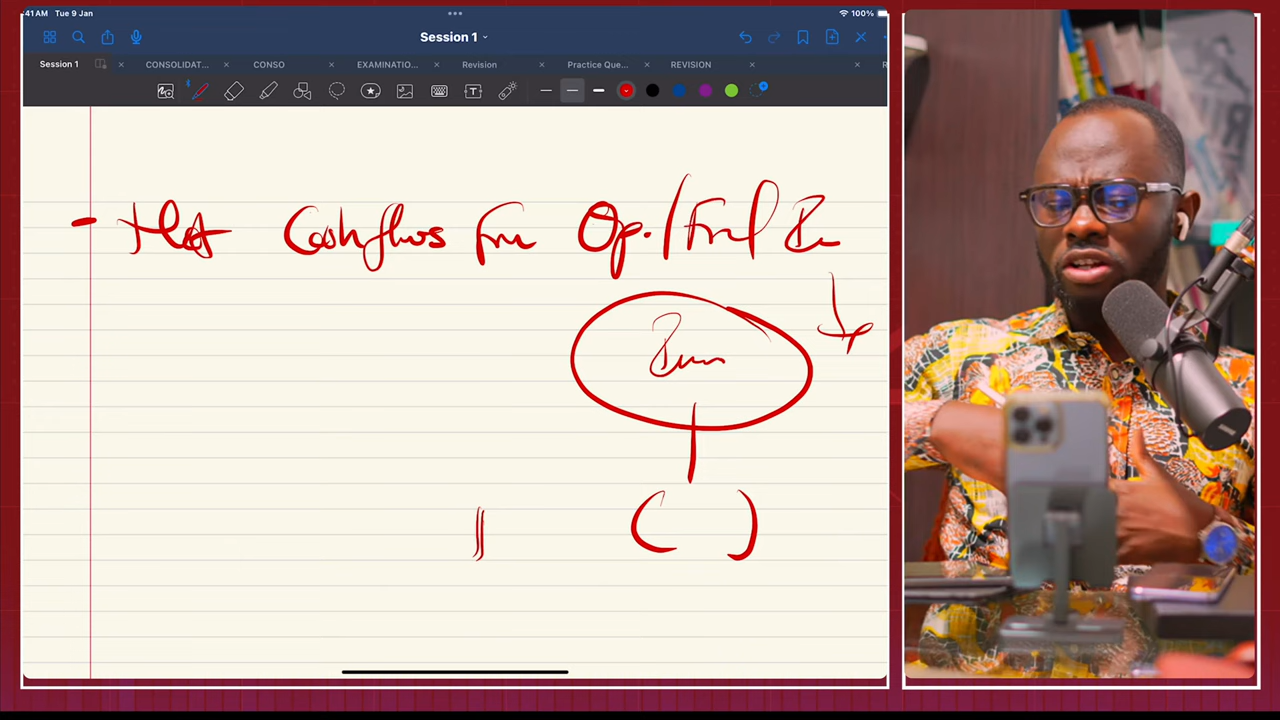 :41 AM Tue 9 Jan
100%
Session 1
Session 1
CONSOLIDAT...
CONSO
EXAMINATIO...
Revision
Practice Que...
REVISION
R
T
- Net Cashflows from Op./Fin/